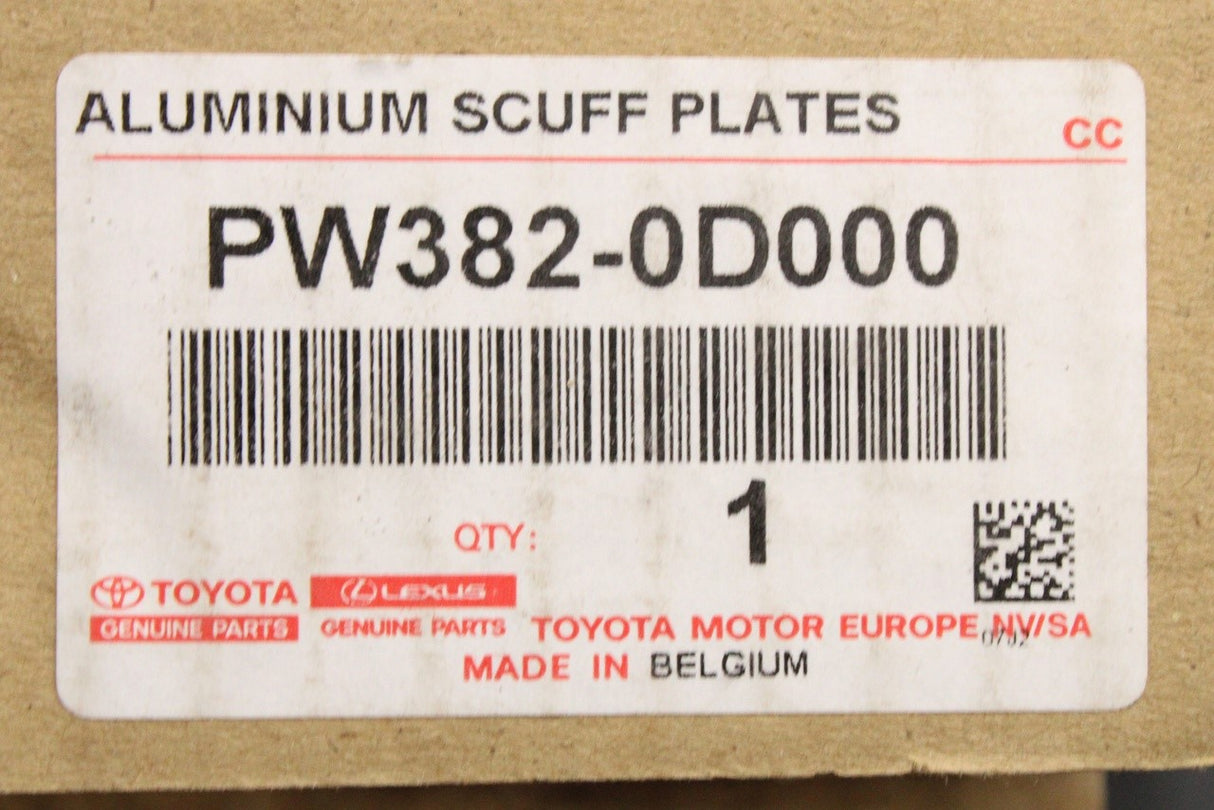 ALUMINIUM SCUFF PLATES
CC
PW382-0D000
QTY: 1
TOYOTA LEXUS
GENUINE PARTS GENUINE PARTS TOYOTA MOTOR EUROPE NV/SA
MADE IN BELGIUM